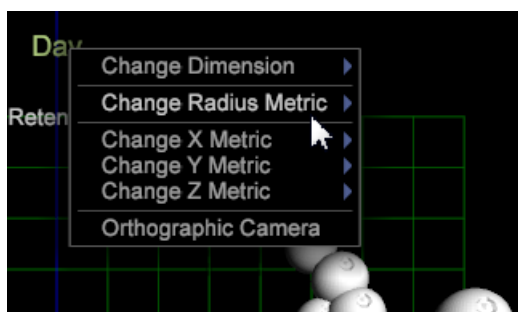 Day
Change Dimension
Change Radius Metric
Reten
Change X Metric
Change Y Metric
Change Z Metric
Orthographic Camera